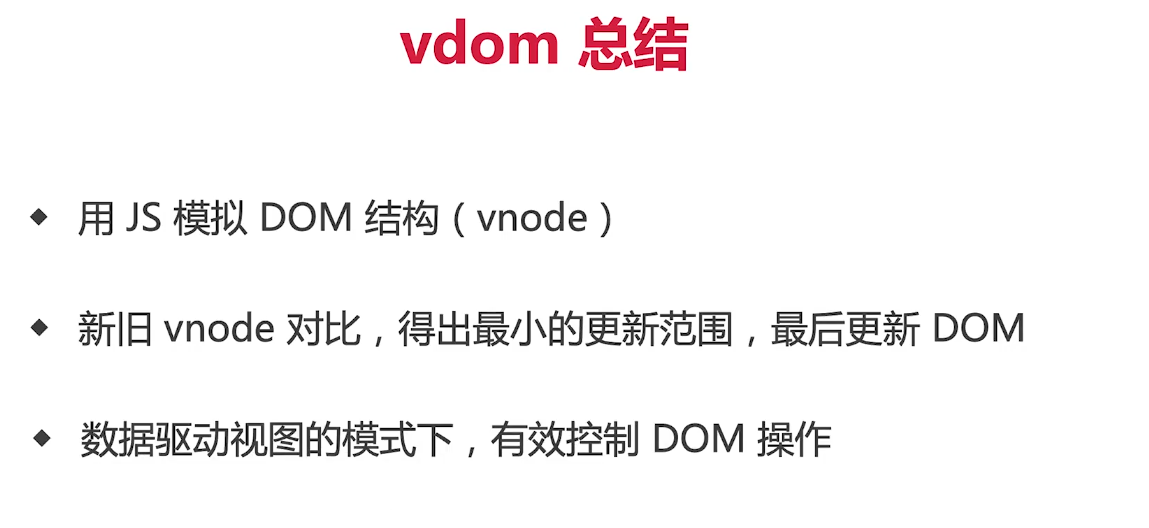 vdom 总结
◆ 用 JS 模拟 DOM 结构（vnode）
◆ 新旧 vnode 对比，得出最小的更新范围，最后更新 DOM
◆ 数据驱动视图的模式下，有效控制 DOM 操作